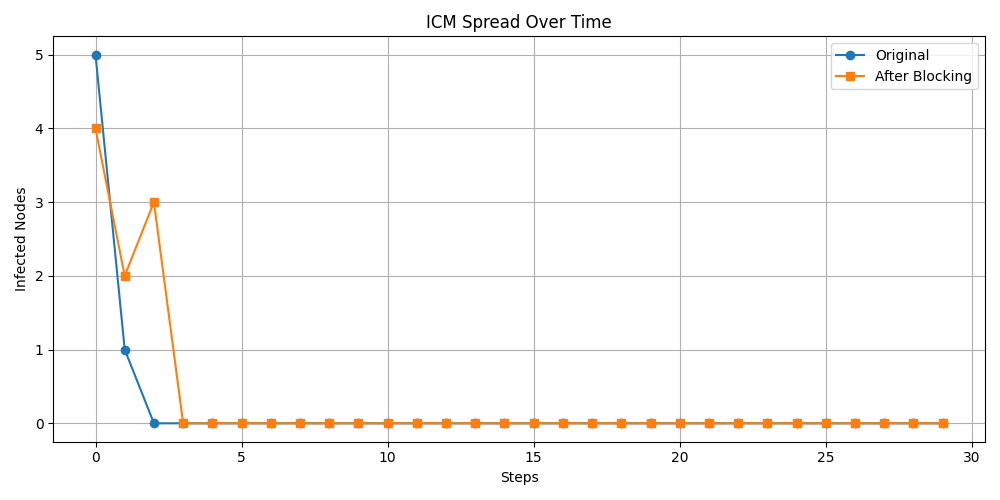 ICM Spread Over Time
Original
After Blocking
Infected Nodes
5
4
3
2
1
0
0 5 10 15 20 25 30
Steps